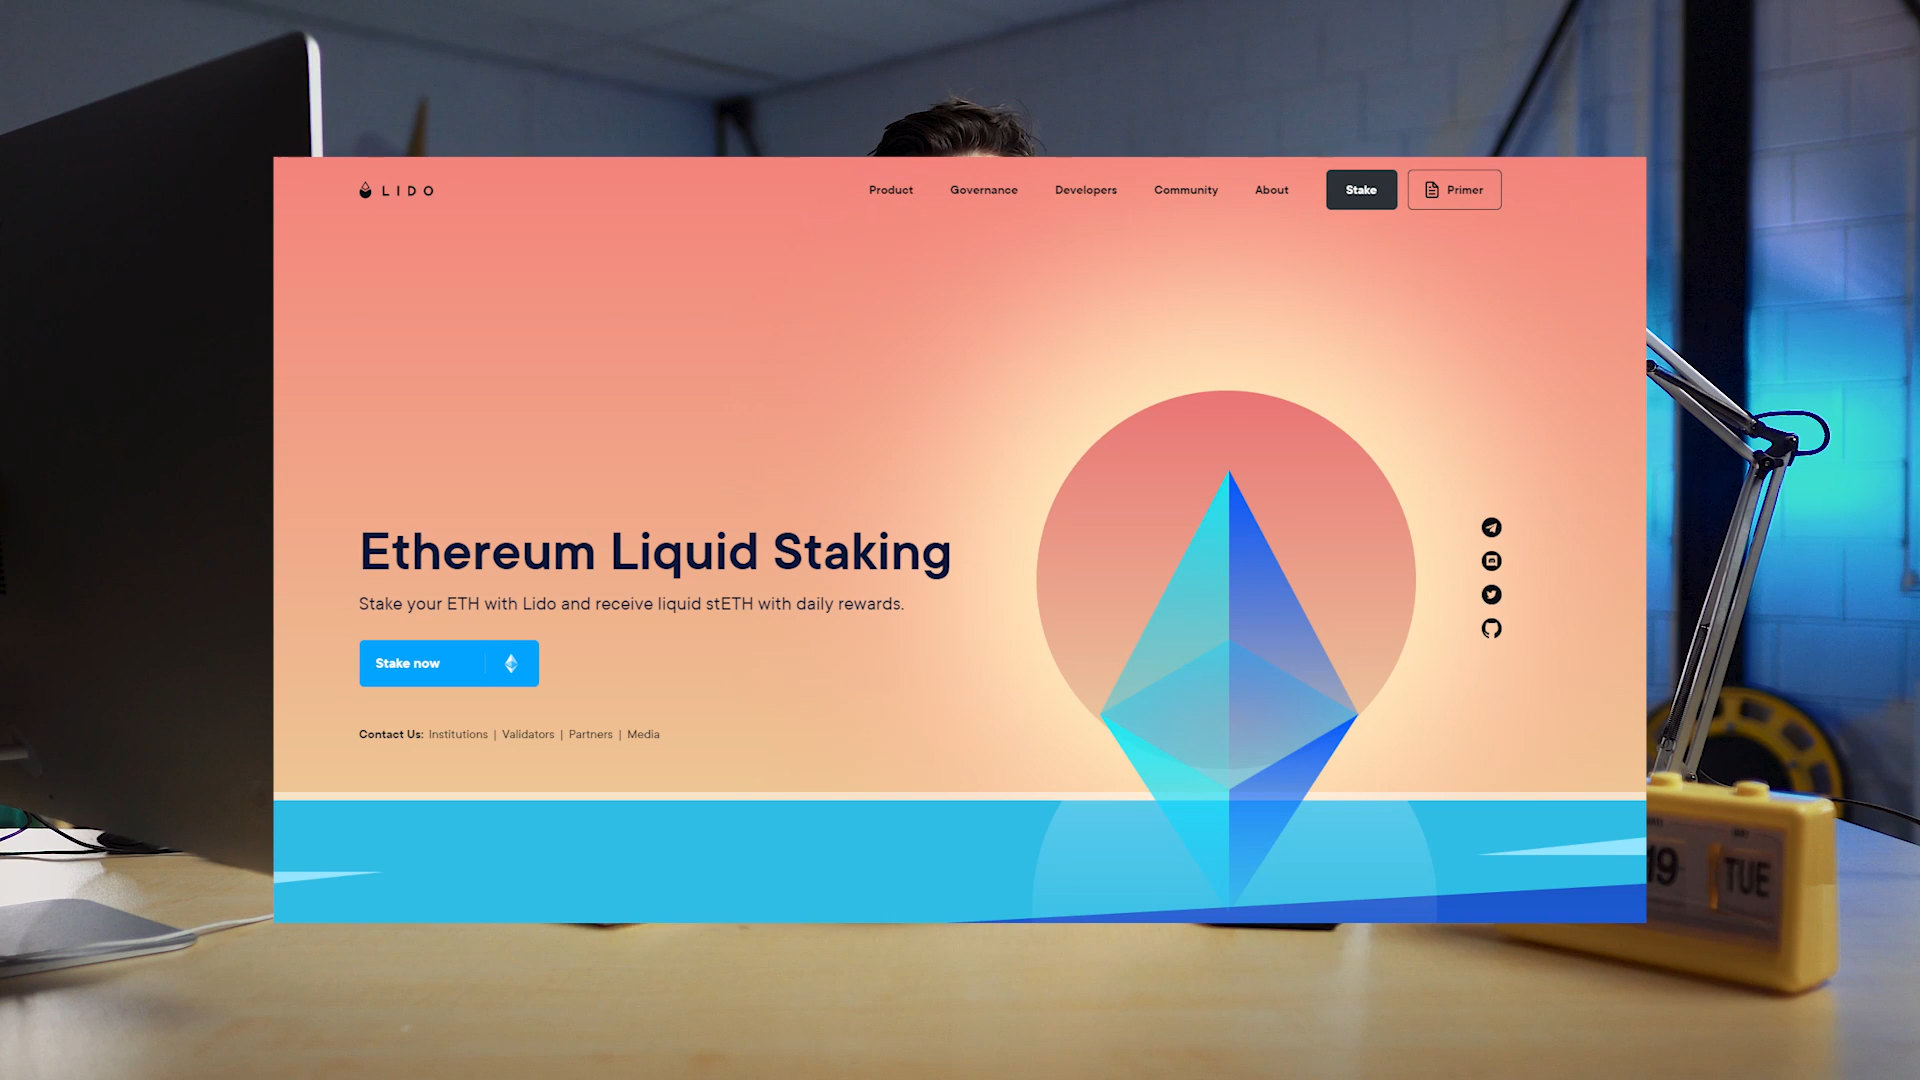 LIDO
Product Governance Developers Community About Stake Primer
Ethereum Liquid Staking
Stake your ETH with Lido and receive liquid stETH with daily rewards.
Stake now
Contact Us: Institutions | Validators | Partners | Media
19 TUE